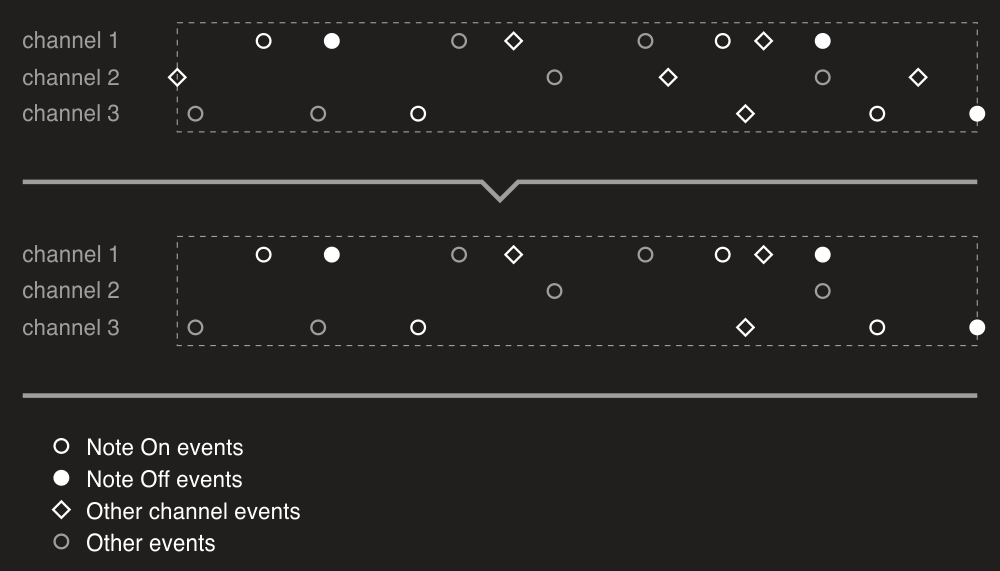 channel 1
channel 2
channel 3
channel 1
channel 2
channel 3
Note On events
Note Off events
Other channel events
Other events